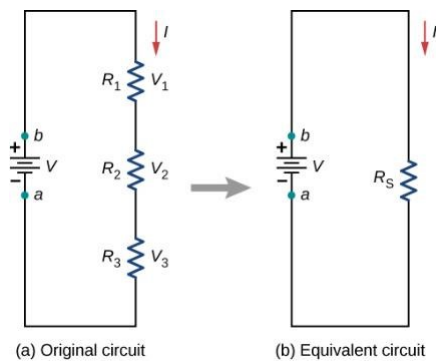 I
R1 V1
b
+
V
R2 V2
-
a
R3 V3
(a) Original circuit
I
b
+
V
RS
-
a
(b) Equivalent circuit